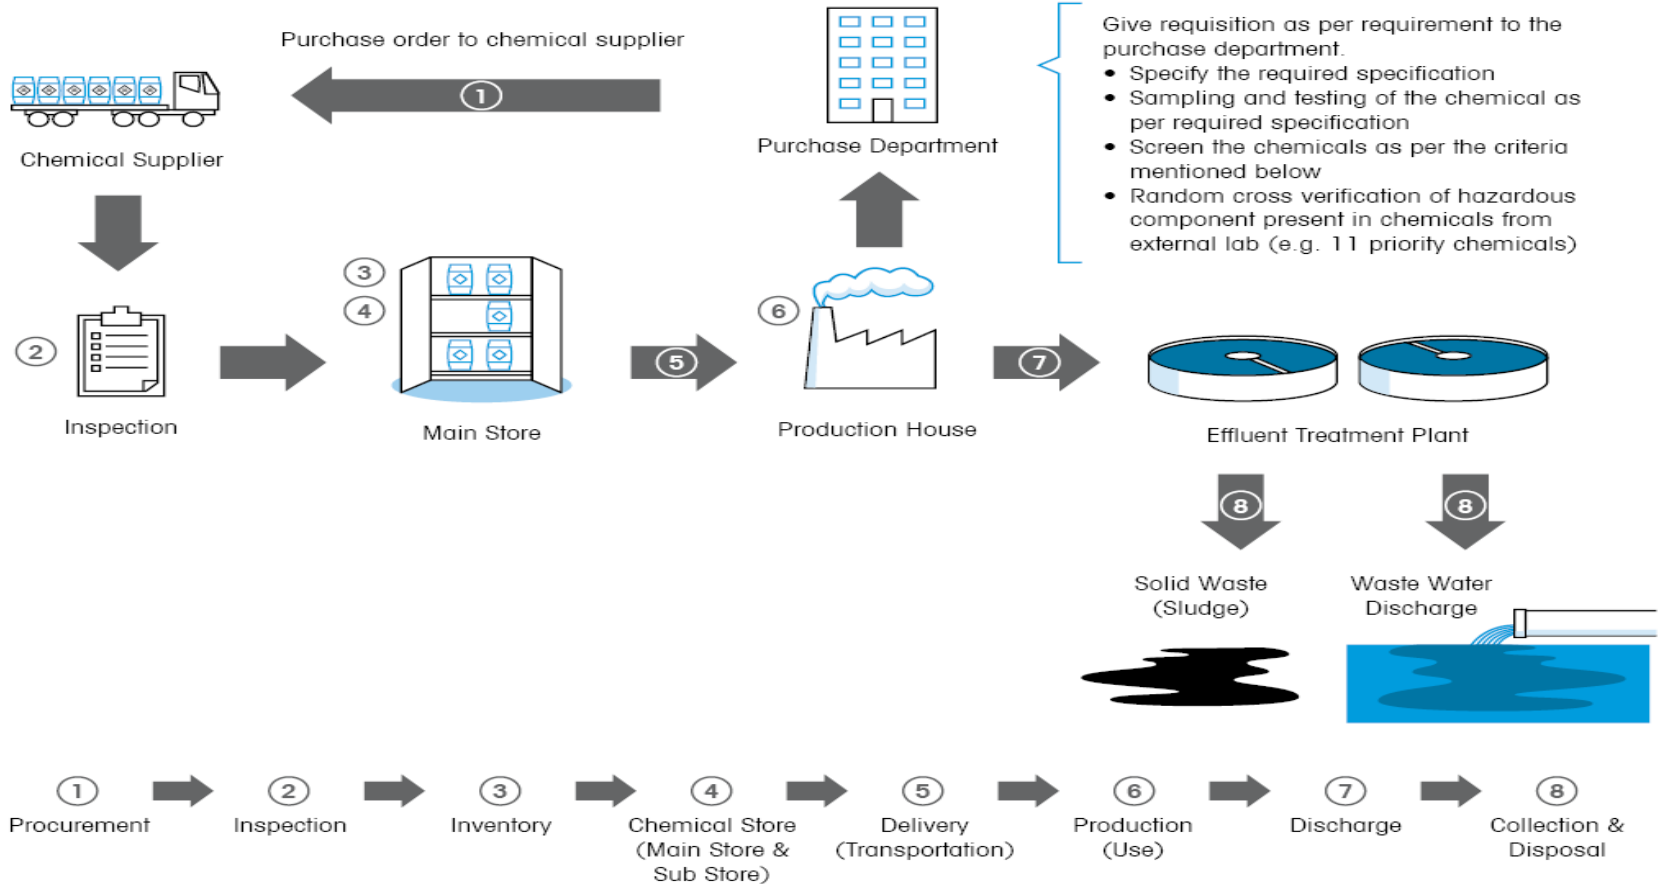 Purchase order to chemical supplier
1
Chemical Supplier
Purchase Department
Give requisition as per requirement to the
purchase department.
• Specify the required specification
• Sampling and testing of the chemical as
per required specification
• Screen the chemicals as per the criteria
mentioned below
• Random cross verification of hazardous
component present in chemicals from
external lab (e.g. 11 priority chemicals)
2
Inspection
3
4
Main Store
5
6
Production House
7
Effluent Treatment Plant
8
8
Solid Waste
(Sludge)
Waste Water
Discharge
1
Procurement
2
Inspection
3
Inventory
4
Chemical Store
(Main Store &
Sub Store)
5
Delivery
(Transportation)
6
Production
(Use)
7
Discharge
8
Collection &
Disposal